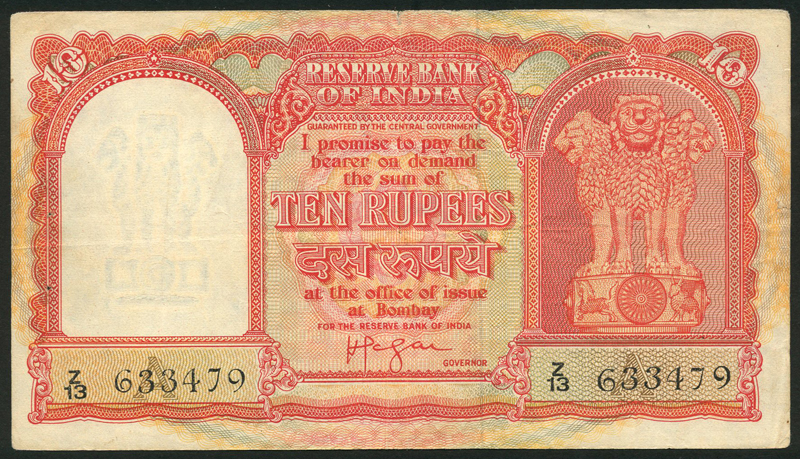 10 10
RESERVE BANK
OF INDIA
GUARANTEED BY THE CENTRAL GOVERNMENT
I promise to pay the
bearer on demand
the sum of
TEN RUPEES
दस रूपये
at the office of issue
at Bombay
FOR THE RESERVE BANK OF INDIA
GOVERNOR
Z/13 633479 A
Z/13 633479 A